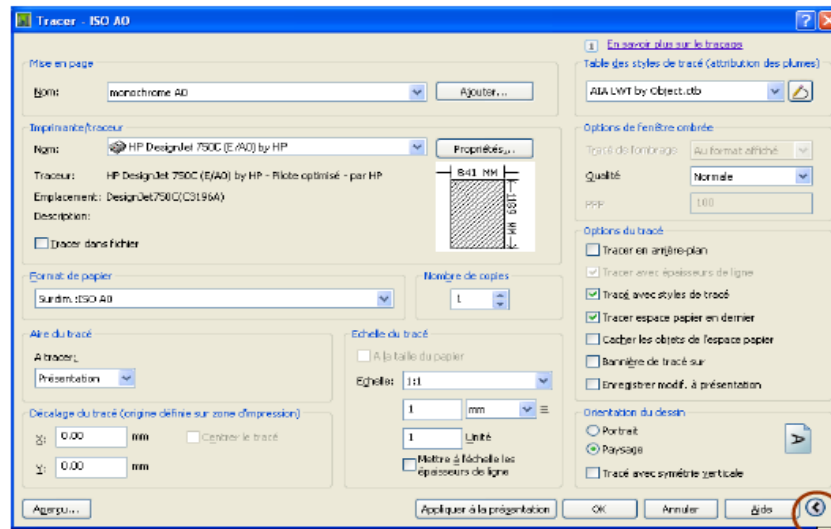 Tracer - ISO A0
En savoir plus sur le traçage
Mise en page
Nom:
monochrome A0
Ajouter...
Table des styles de tracé (attribution des plumes)
AIA LWT by Object.ctb
Imprimante/traceur
Nom:
HP DesignJet 750C (E/A0) by HP
Propriétés...
Traceur:
HP DesignJet 750C (E/A0) by HP - Pilote optimisé - par HP
Emplacement:
DesignJet750C(C3196A)
Description:
Tracer dans fichier
841 MM
1189 MM
Options de fenêtre ombrée
Tracé de l'ombrage
Au format affiché
Qualité
Normale
PPP
100
Format de papier
Surdim.:ISO A0
Nombre de copies
1
Options du tracé
Tracer en arrière-plan
Tracer avec épaisseurs de ligne
Tracé avec styles de tracé
Tracer espace papier en dernier
Cacher les objets de l'espace papier
Bannière de tracé sur
Enregistrer modif. à présentation
Aire du tracé
A tracer:
Présentation
Echelle du tracé
A la taille du papier
Echelle:
1:1
1
mm
=
1
Unité
Mettre à l'échelle les
épaisseurs de ligne
Décalage du tracé (origine définie sur zone d'impression)
X:
0.00
mm
Centrer le tracé
Y:
0.00
mm
Orientation du dessin
Portrait
Paysage
A
Tracé avec symétrie verticale
Aperçu...
Appliquer à la présentation
OK
Annuler
Aide